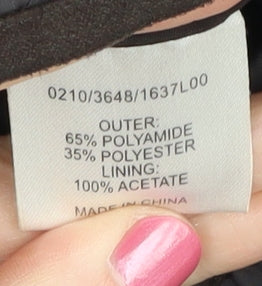 0210/3648/1637L00
OUTER:
65% POLYAMIDE
35% POLYESTER
LINING:
100% ACETATE
MADE IN CHINA